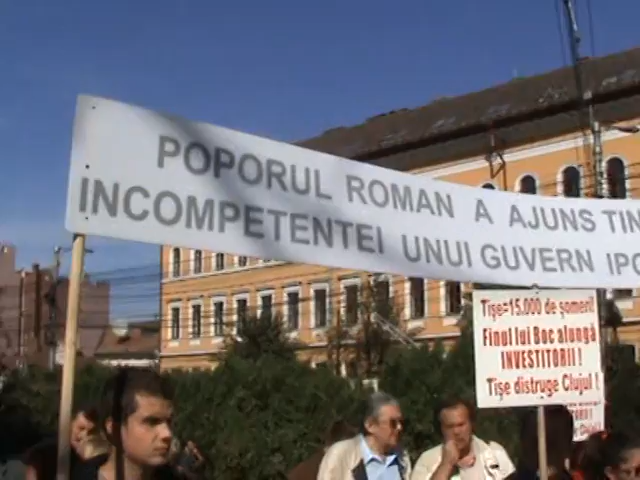 POPORUL ROMAN A AJUNS
INCOMPETENTEI UNUI GUVERN
Tişe=15.000 de şomeri!
Finul lui Boc alungă
INVESTITORII !
Tişe distruge Clujul !